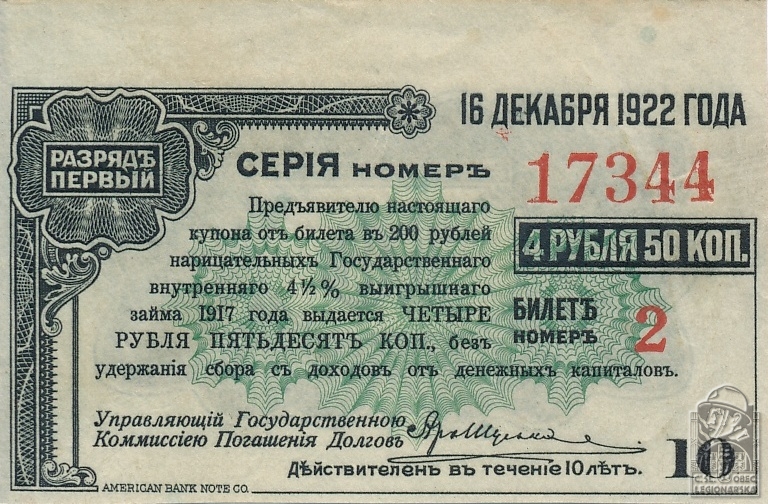 16 ДЕКАБРЯ 1922 ГОДА
РАЗРЯДЪ
ПЕРВЫЙ
СЕРІЯ НОМЕРЪ
17344
Предъявителю настоящаго
купона отъ билета въ 200 рублей
нарицательныхъ Государственнаго
внутренняго 4½% выигрышнаго
займа 1917 года выдается ЧЕТЫРЕ
РУБЛЯ ПЯТЬДЕСЯТЪ КОП., безъ
удержанія сбора съ доходовъ отъ денежныхъ капиталовъ.
4 РУБЛЯ 50 КОП.
БИЛЕТЪ
НОМЕРЪ
2
Управляющій Государственною
Коммиссіею Погашенія Долговъ
Дѣйствителенъ въ теченіе 10 лѣтъ.
10
AMERICAN BANK NOTE CO.
ČSOBEC
LEGIONÁŘSKÁ